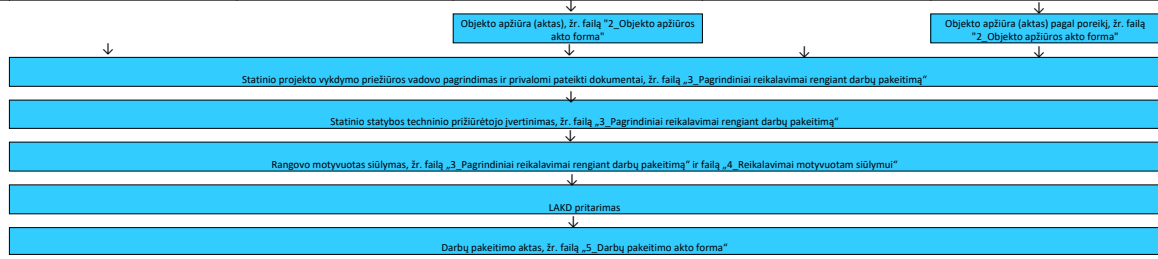 Objekto apžiūra (aktas), žr. failą "2_Objekto apžiūros
akto forma"
Objekto apžiūra (aktas) pagal poreikį, žr. failą
"2_Objekto apžiūros akto forma"
Statinio projekto vykdymo priežiūros vadovo pagrindimas ir privalomi pateikti dokumentai, žr. failą „3_Pagrindiniai reikalavimai rengiant darbų pakeitimą“
Statinio statybos techninio prižiūrėtojo įvertinimas, žr. failą „3_Pagrindiniai reikalavimai rengiant darbų pakeitimą“
Rangovo motyvuotas siūlymas, žr. failą „3_Pagrindiniai reikalavimai rengiant darbų pakeitimą“ ir failą „4_Reikalavimai motyvuotam siūlymui“
LAKD pritarimas
Darbų pakeitimo aktas, žr. failą „5_Darbų pakeitimo akto forma“